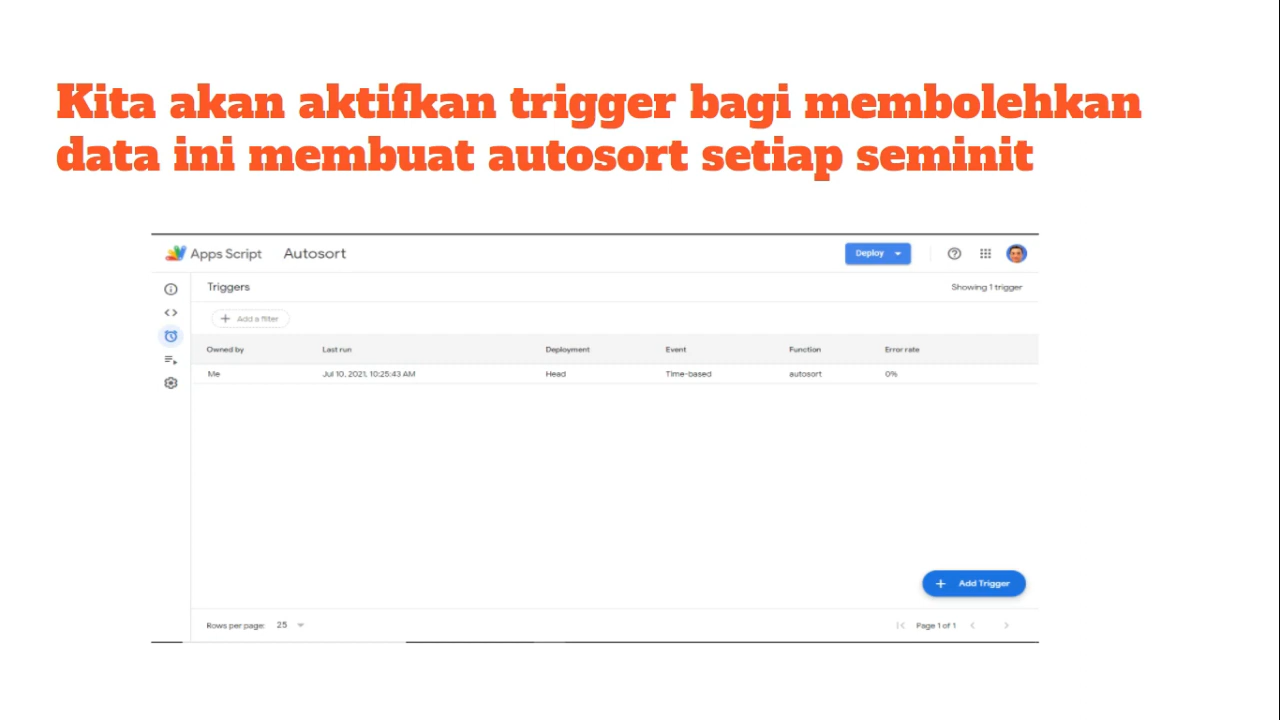 Kita akan aktifkan trigger bagi membolehkan
data ini membuat autosort setiap seminit
Apps Script Autosort Deploy
Triggers Showing 1 trigger
+ Add a filter
Owned by Last run Deployment Event Function Error rate
Me Jul 10, 2021, 10:25:43 AM Head Time-based autosort 0%
+ Add Trigger
Rows per page: 25 Page 1 of 1